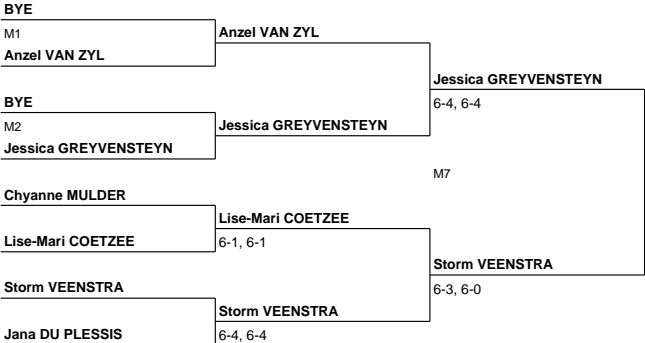 BYE
M1
Anzel VAN ZYL
Anzel VAN ZYL
BYE
M2
Jessica GREYVENSTEYN
Jessica GREYVENSTEYN
Jessica GREYVENSTEYN
6-4, 6-4
M7
Chyanne MULDER
Lise-Mari COETZEE
Lise-Mari COETZEE
6-1, 6-1
Storm VEENSTRA
Jana DU PLESSIS
Storm VEENSTRA
6-4, 6-4
Storm VEENSTRA
6-3, 6-0